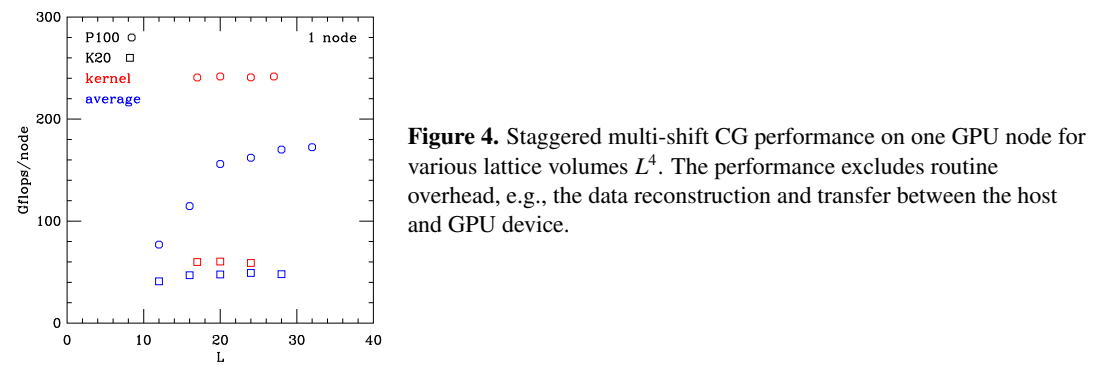 300
P100
1 node
K20
kernel
average
200
Gflops/node
100
0
0 10 20 30 40
L
Figure 4. Staggered multi-shift CG performance on one GPU node for
various lattice volumes L⁴. The performance excludes routine
overhead, e.g., the data reconstruction and transfer between the host
and GPU device.